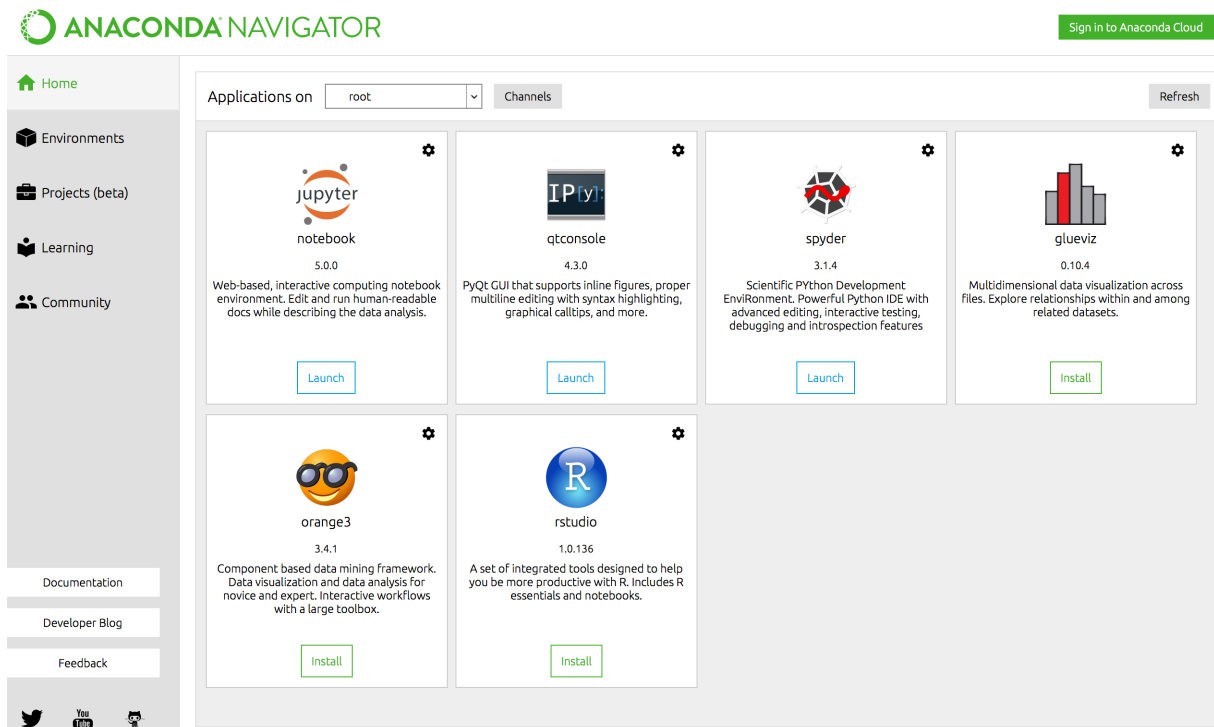 ANACONDA NAVIGATOR
Sign in to Anaconda Cloud
Home
Environments
Projects (beta)
Learning
Community
Documentation
Developer Blog
Feedback
You
Tube
Applications on
root
Channels
Refresh
jupyter
notebook
5.0.0
Web-based, interactive computing notebook
environment. Edit and run human-readable
docs while describing the data analysis.
Launch
IP[y]:
qtconsole
4.3.0
PyQt GUI that supports inline figures, proper
multiline editing with syntax highlighting,
graphical calltips, and more.
Launch
spyder
3.1.4
Scientific PYthon Development
EnviRonment. Powerful Python IDE with
advanced editing, interactive testing,
debugging and introspection features
Launch
glueviz
0.10.4
Multidimensional data visualization across
files. Explore relationships within and among
related datasets.
Install
orange3
3.4.1
Component based data mining framework.
Data visualization and data analysis for
novice and expert. Interactive workflows
with a large toolbox.
Install
R
rstudio
1.0.136
A set of integrated tools designed to help
you be more productive with R. Includes R
essentials and notebooks.
Install